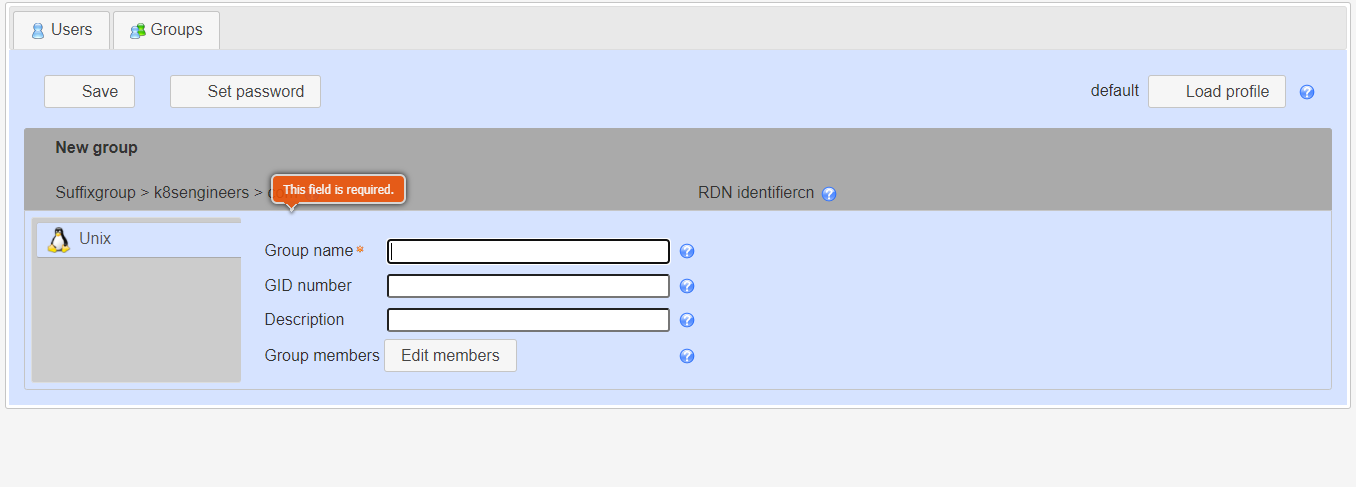 Users Groups
Save Set password default Load profile
New group
This field is required.
Suffixgroup > k8sengineers > RDN identifiercn
Unix
Group name*
GID number
Description
Group members Edit members